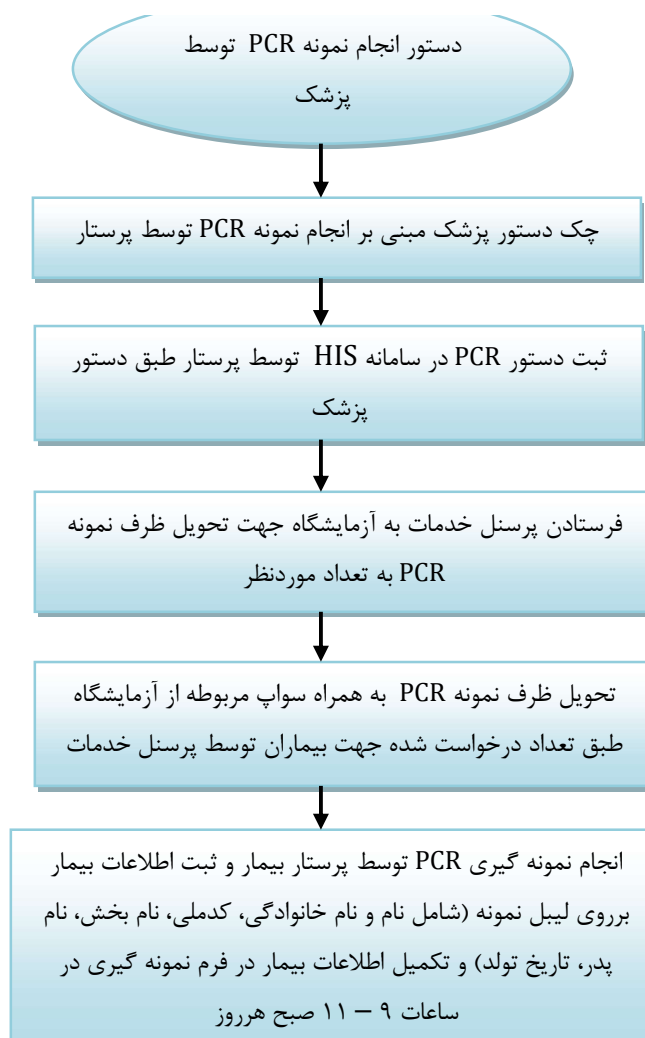 دستور انجام نمونه PCR توسط
پزشک
چک دستور پزشک مبنی بر انجام نمونه PCR توسط پرستار
ثبت دستور PCR در سامانه HIS توسط پرستار طبق دستور
پزشک
فرستادن پرسنل خدمات به آزمایشگاه جهت تحویل ظرف نمونه
PCR به تعداد موردنظر
تحویل ظرف نمونه PCR به همراه سواپ مربوطه از آزمایشگاه
طبق تعداد درخواست شده جهت بیماران توسط پرسنل خدمات
انجام نمونه گیری PCR توسط پرستار بیمار و ثبت اطلاعات بیمار
برروی لیبل نمونه (شامل نام و نام خانوادگی، کدملی، نام بخش، نام
پدر، تاریخ تولد) و تکمیل اطلاعات بیمار در فرم نمونه گیری در
ساعات ۹ – ۱۱ صبح هرروز